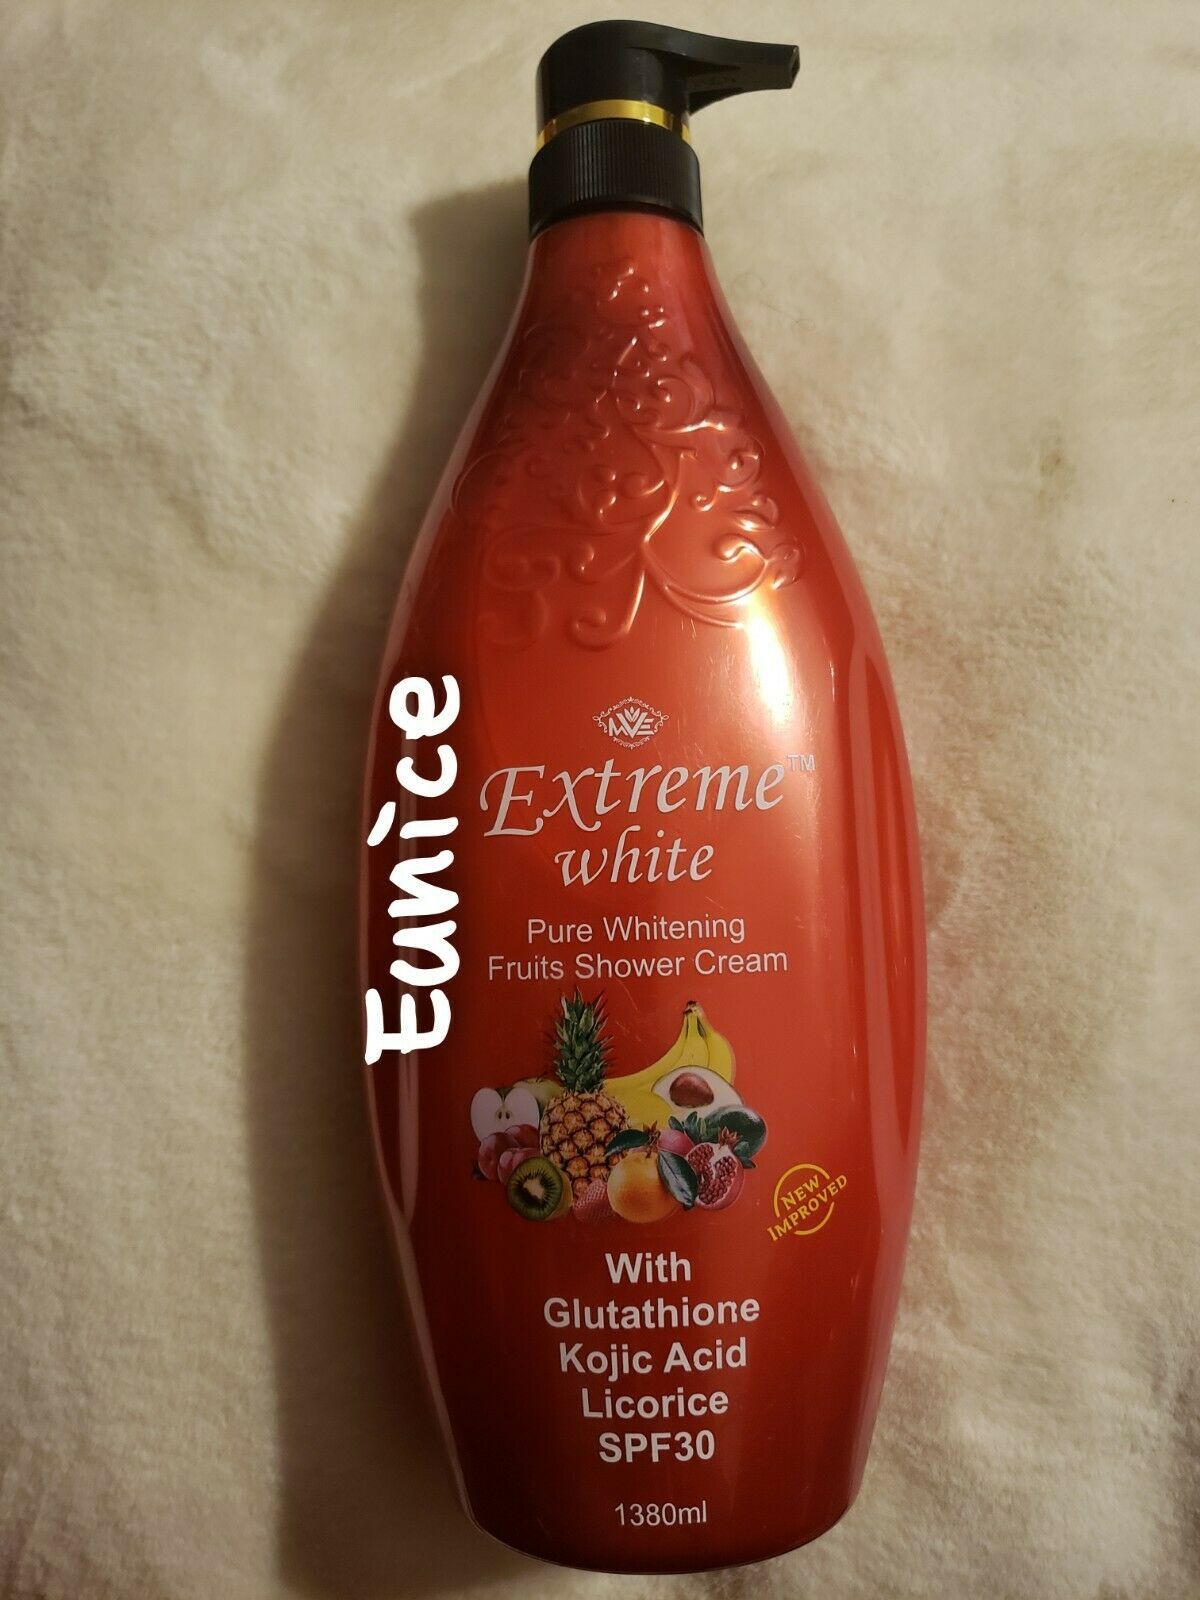 MVE
Extreme™
white
Pure Whitening
Fruits Shower Cream
Eunice
NEW
IMPROVED
With
Glutathione
Kojic Acid
Licorice
SPF30
1380ml